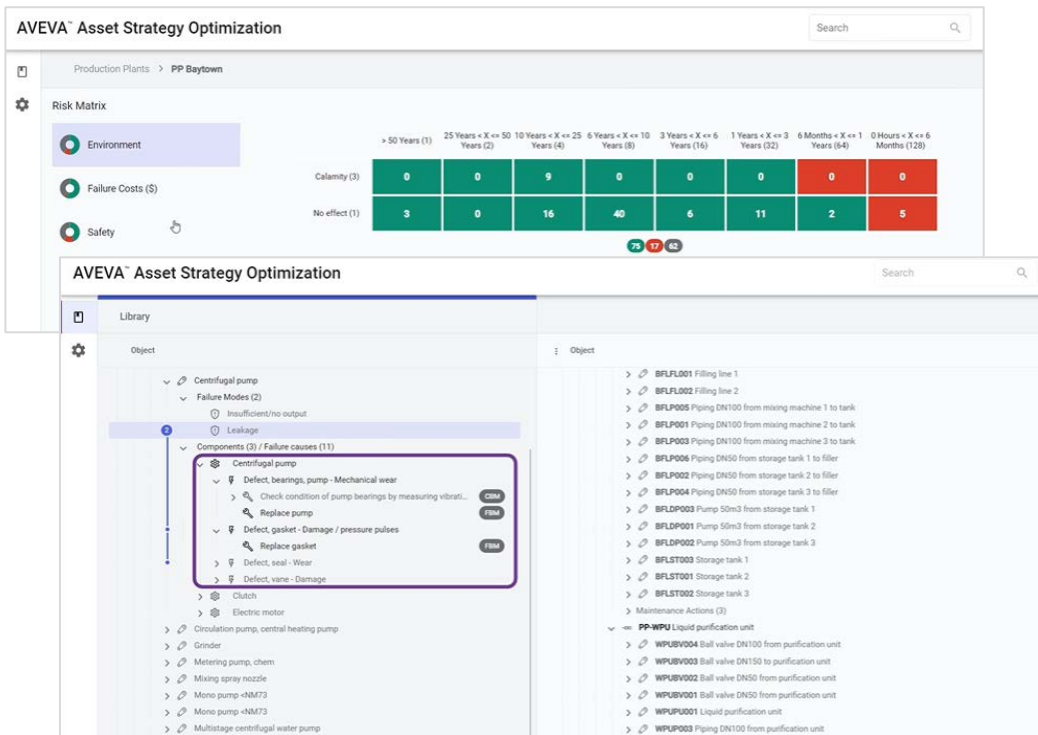 AVEVA™ Asset Strategy Optimization
Search
Production Plants > PP Baytown
Risk Matrix
Environment
Failure Costs ($)
Safety
> 50 Years (1)
25 Years < X <= 50 Years (2)
10 Years < X <= 25 Years (4)
6 Years < X <= 10 Years (8)
3 Years < X <= 6 Years (16)
1 Years < X <= 3 Years (32)
6 Months < X <= 1 Years (64)
0 Hours < X <= 6 Months (128)
Calamity (3) 0 0 9 0 0 0 0 0
No effect (1) 3 0 16 40 6 11 2 5
75 17 62
AVEVA™ Asset Strategy Optimization
Search
Library
Object
Centrifugal pump
Failure Modes (2)
Insufficient/no output
2 Leakage
Components (3) / Failure causes (11)
Centrifugal pump
Defect, bearings, pump - Mechanical wear
Check condition of pump bearings by measuring vibrati... CBM
Replace pump FBM
Defect, gasket - Damage / pressure pulses
Replace gasket FBM
Defect, seal - Wear
Defect, vane - Damage
Clutch
Electric motor
Circulation pump, central heating pump
Grinder
Metering pump, chem
Mixing spray nozzle
Mono pump <NM73
Mono pump <NM73
Multistage centrifugal water pump
Object
BFLFL001 Filling line 1
BFLFL002 Filling line 2
BFLP005 Piping DN100 from mixing machine 1 to tank
BFLP001 Piping DN100 from mixing machine 2 to tank
BFLP003 Piping DN100 from mixing machine 3 to tank
BFLP006 Piping DN50 from storage tank 1 to filler
BFLP002 Piping DN50 from storage tank 2 to filler
BFLP004 Piping DN50 from storage tank 3 to filler
BFLDP003 Pump 50m3 from storage tank 1
BFLDP001 Pump 50m3 from storage tank 2
BFLDP002 Pump 50m3 from storage tank 3
BFLST003 Storage tank 1
BFLST001 Storage tank 2
BFLST002 Storage tank 3
Maintenance Actions (3)
PP-WPU Liquid purification unit
WPUBV004 Ball valve DN100 from purification unit
WPUBV003 Ball valve DN150 to purification unit
WPUBV002 Ball valve DN50 from purification unit
WPUBV001 Ball valve DN50 from purification unit
WPUPU001 Liquid purification unit
WPUP003 Piping DN100 from purification unit